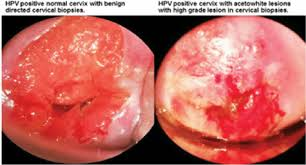 HPV positive normal cervix with benign
directed cervical biopsies.
HPV positive cervix with acetowhite lesions
with high grade lesion in cervical biopsies.